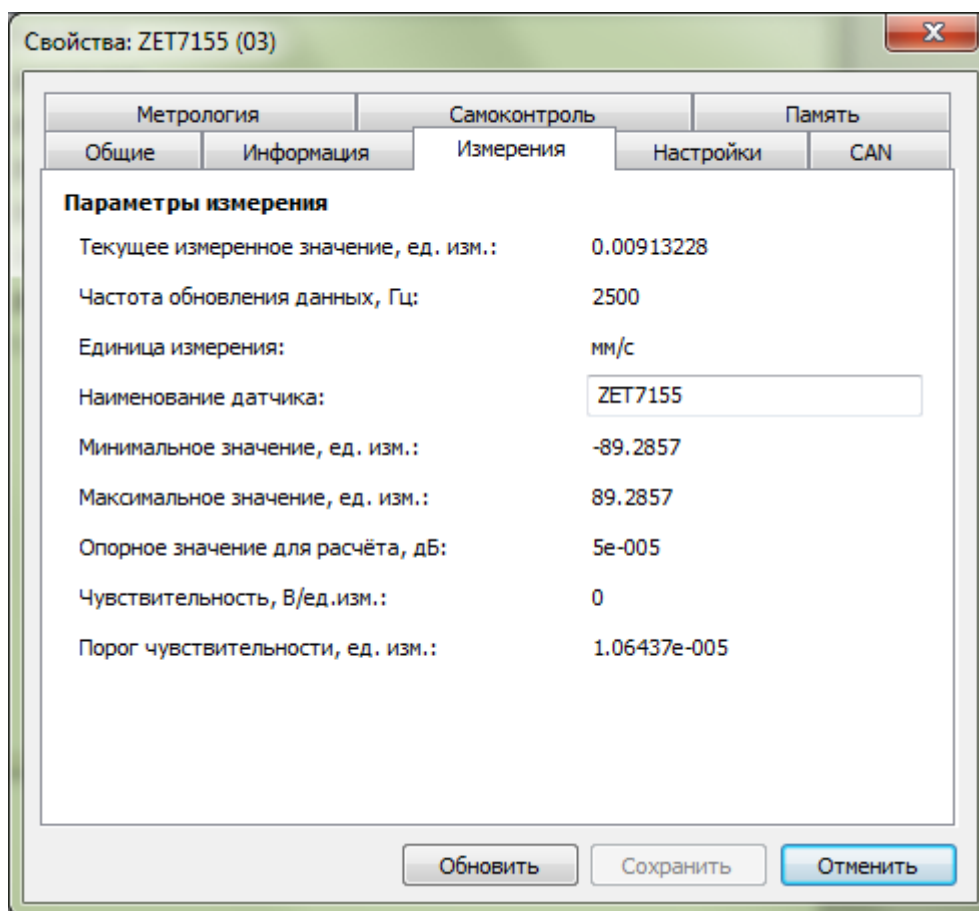 Свойства: ZET7155 (03)
Метрология Самоконтроль Память
Общие Информация Измерения Настройки CAN
Параметры измерения
Текущее измеренное значение, ед. изм.: 0.00913228
Частота обновления данных, Гц: 2500
Единица измерения: мм/с
Наименование датчика: ZET7155
Минимальное значение, ед. изм.: -89.2857
Максимальное значение, ед. изм.: 89.2857
Опорное значение для расчёта, дБ: 5e-005
Чувствительность, В/ед.изм.: 0
Порог чувствительности, ед. изм.: 1.06437e-005
Обновить Сохранить Отменить